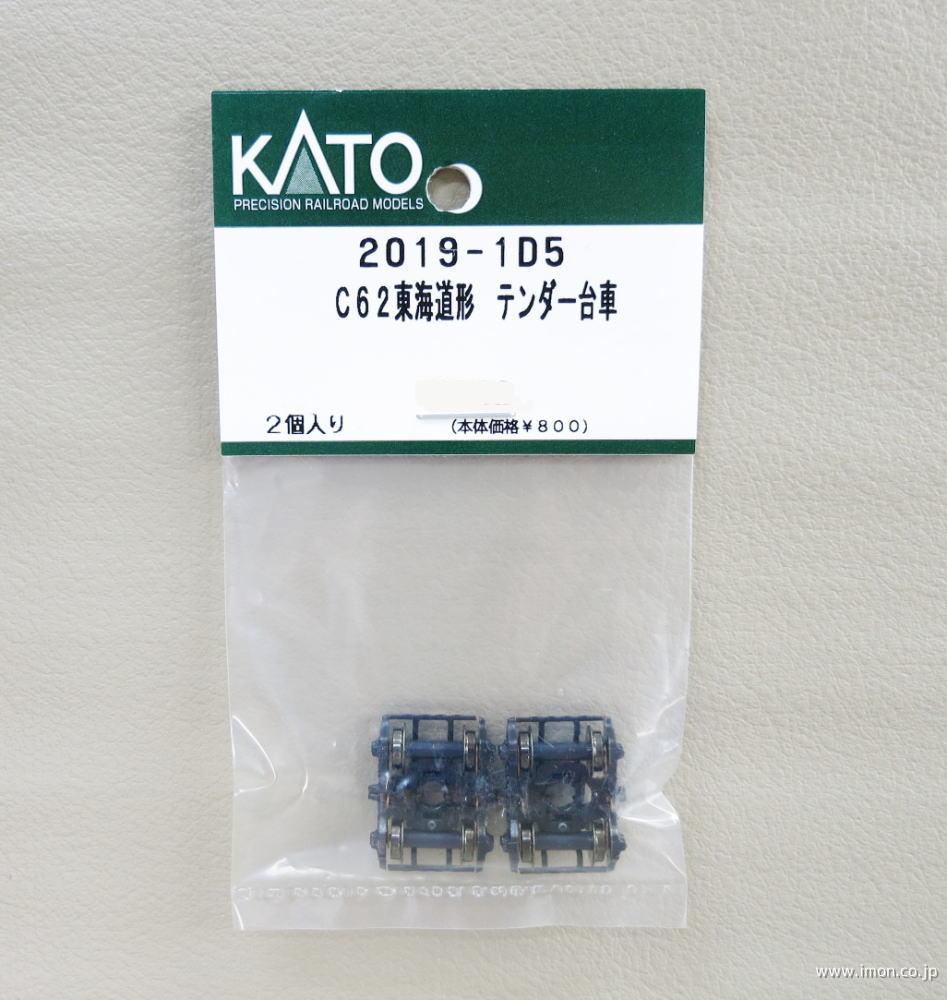 KATO
PRECISION RAILROAD MODELS
2019-1D5
C62東海道形 テンダー台車
2個入り (本体価格¥800)
www.imon.co.jp